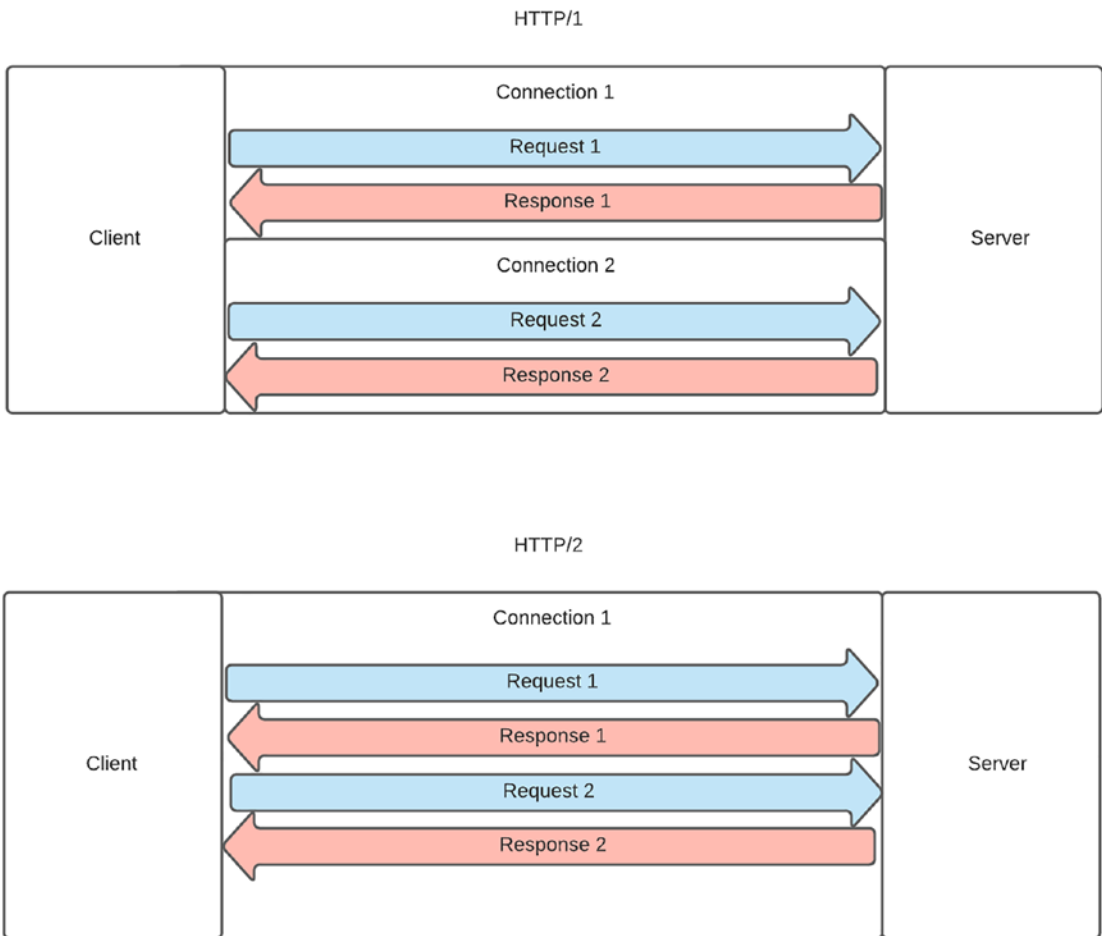 HTTP/1
Connection 1
Request 1
Response 1
Client
Server
Connection 2
Request 2
Response 2
HTTP/2
Connection 1
Request 1
Response 1
Client
Server
Request 2
Response 2